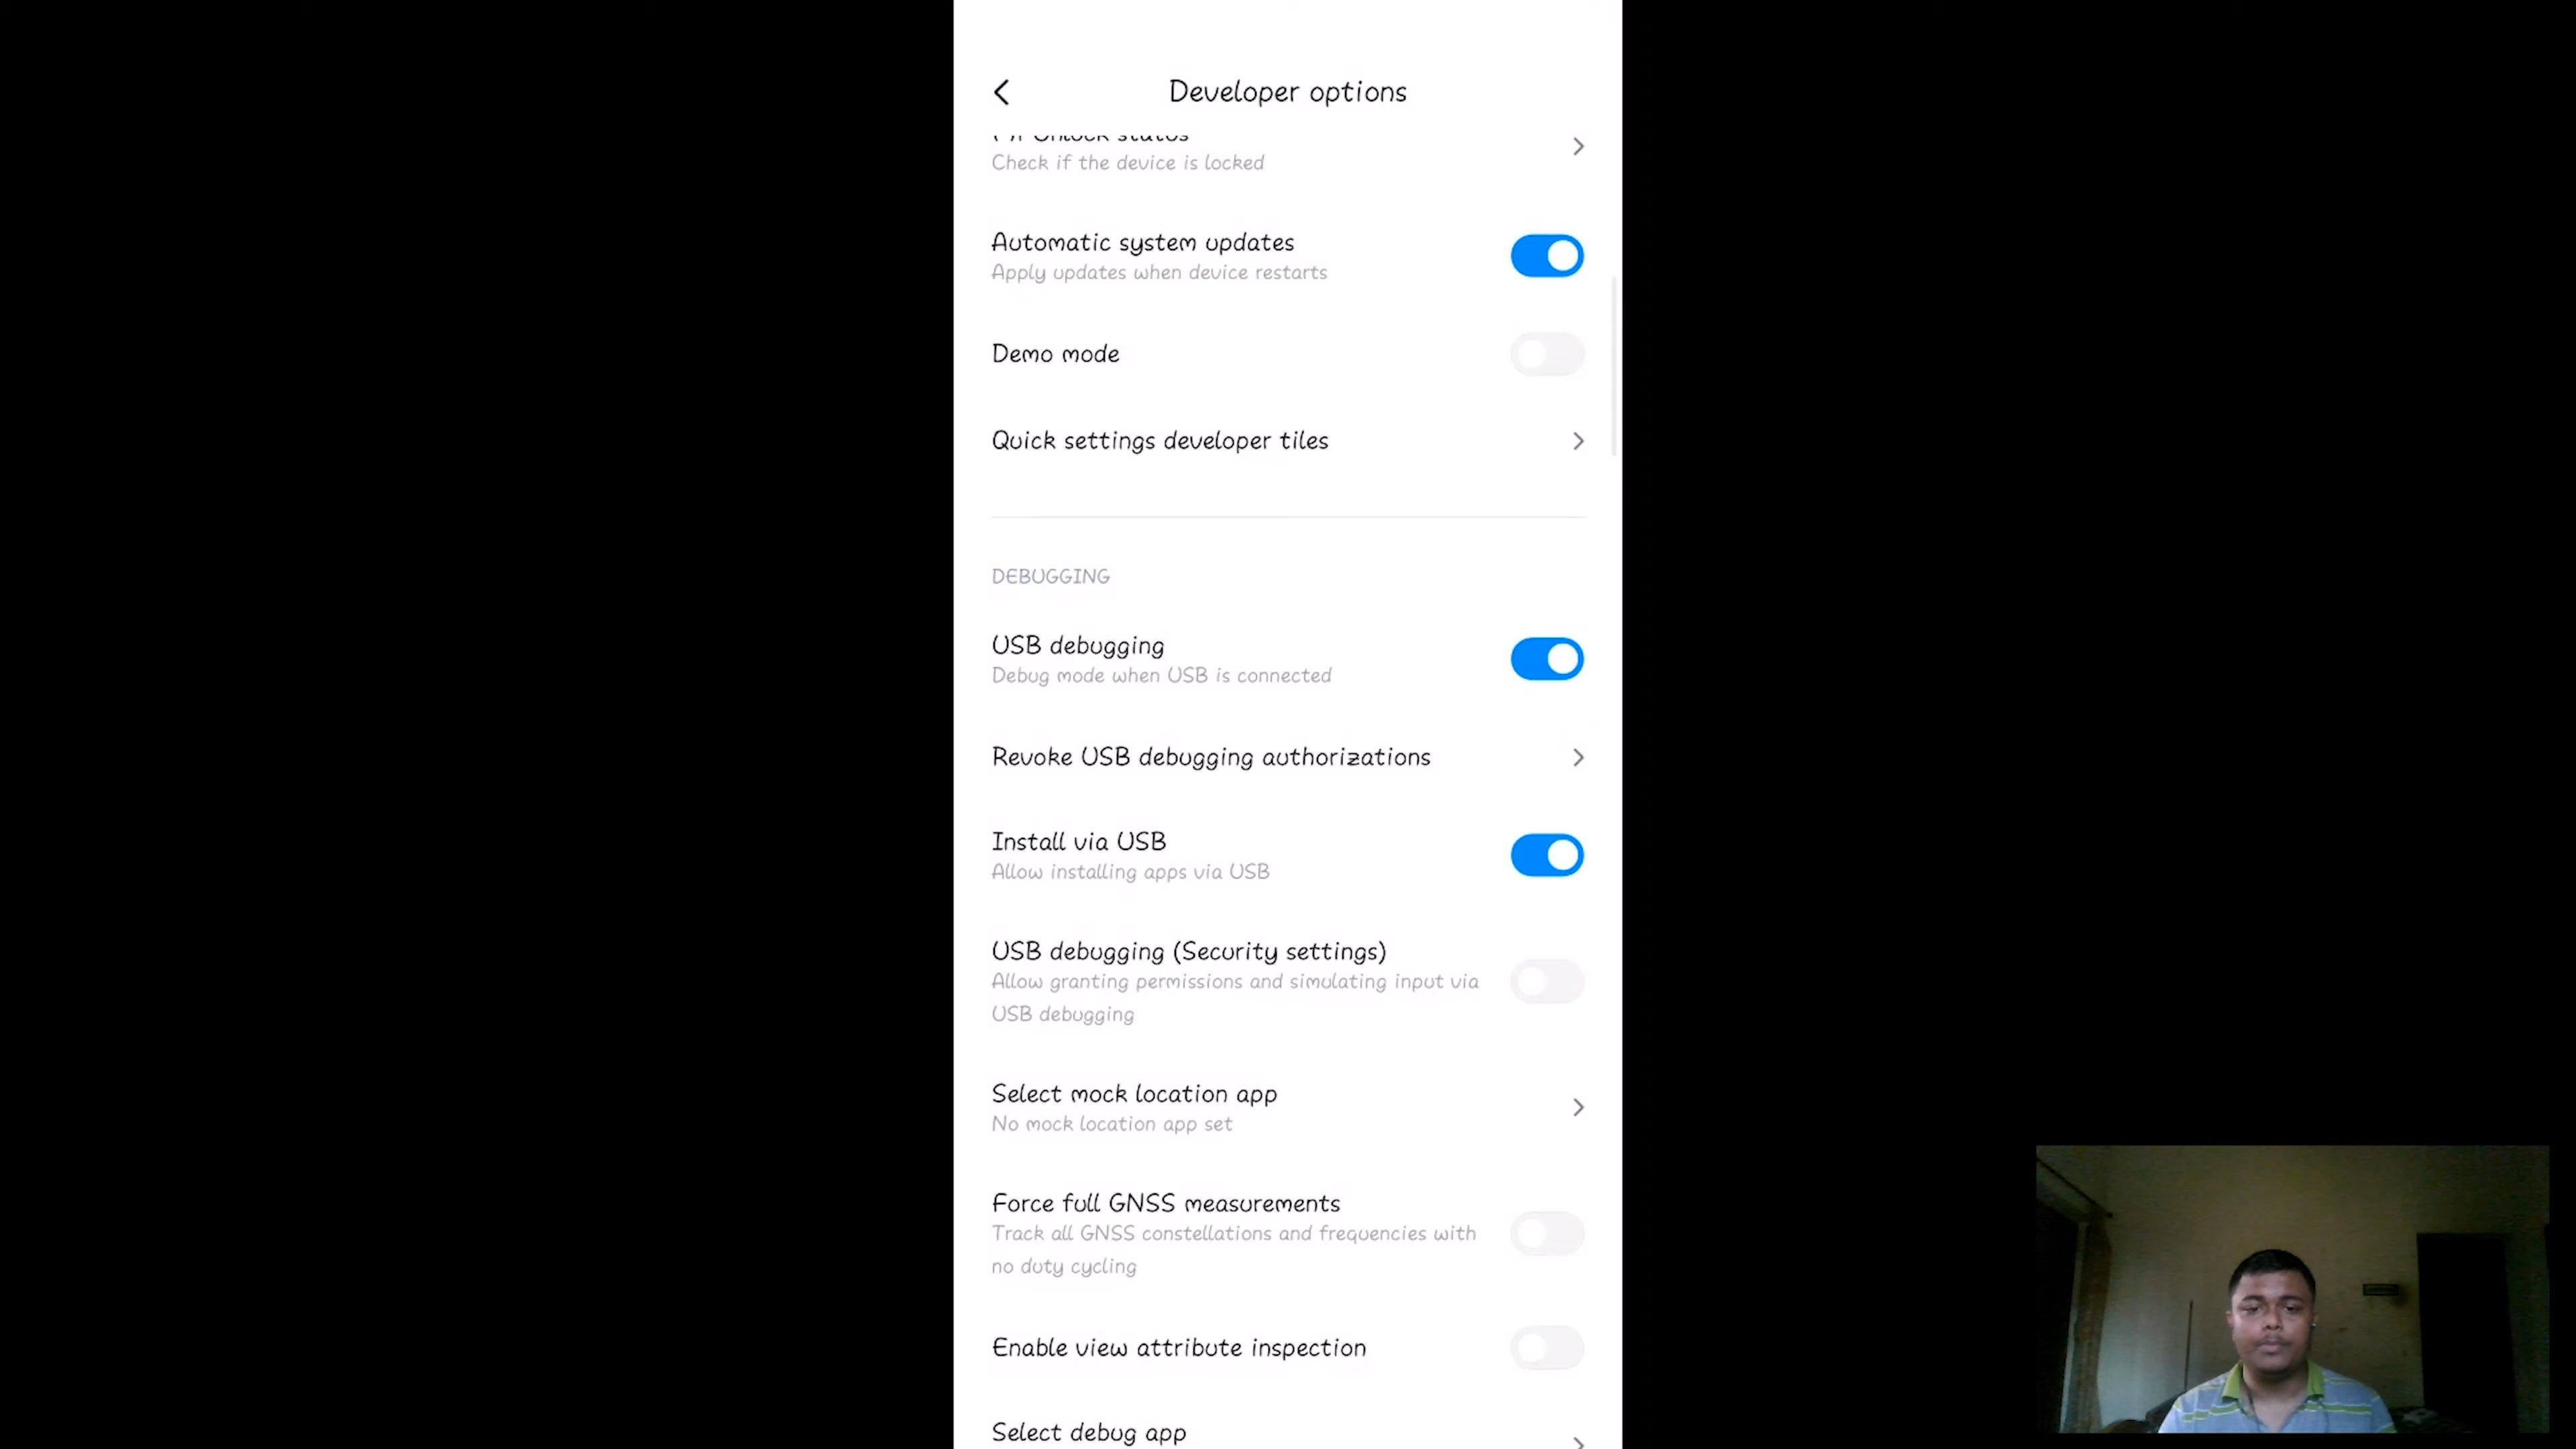 Developer options
Unlock status
Check if the device is locked
Automatic system updates
Apply updates when device restarts
Demo mode
Quick settings developer tiles
DEBUGGING
USB debugging
Debug mode when USB is connected
Revoke USB debugging authorizations
Install via USB
Allow installing apps via USB
USB debugging (Security settings)
Allow granting permissions and simulating input via
USB debugging
Select mock location app
No mock location app set
Force full GNSS measurements
Track all GNSS constellations and frequencies with
no duty cycling
Enable view attribute inspection
Select debug app